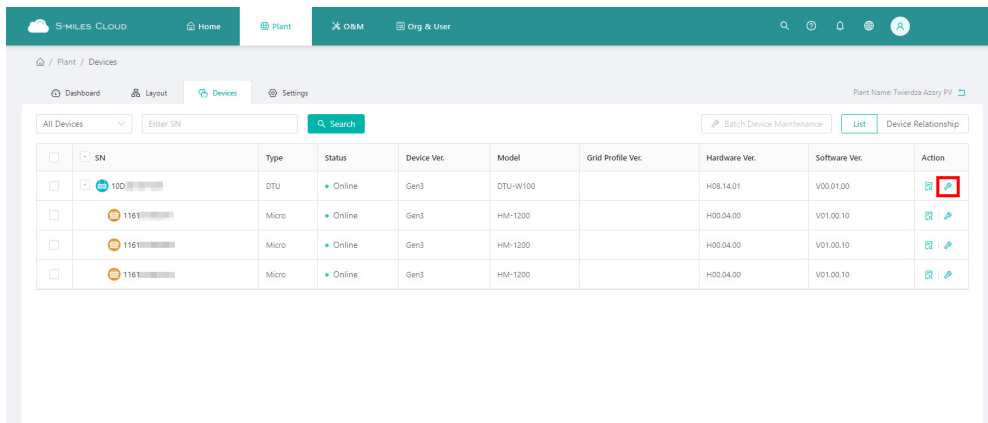 S-MILES CLOUD Home Plant O&M Org & User
/ Plant / Devices
Dashboard Layout Devices Settings Plant Name: Twierdza Azory PV
All Devices Enter SN Search Batch Device Maintenance List Device Relationship
SN Type Status Device Ver. Model Grid Profile Ver. Hardware Ver. Software Ver. Action
10D DTU Online Gen3 DTU-W100 H08.14.01 V00.01.00
1161 Micro Online Gen3 HM-1200 H00.04.00 V01.00.10
1161 Micro Online Gen3 HM-1200 H00.04.00 V01.00.10
1161 Micro Online Gen3 HM-1200 H00.04.00 V01.00.10